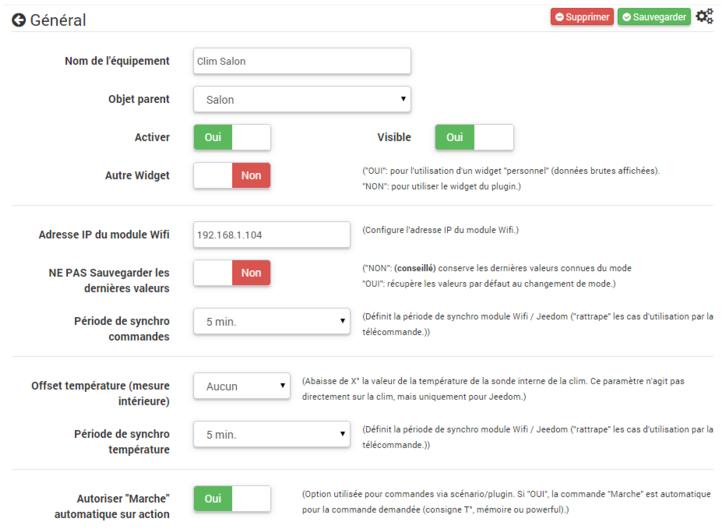 Général
Supprimer
Sauvegarder
Nom de l'équipement
Clim Salon
Objet parent
Salon
Activer
Oui
Visible
Oui
Autre Widget
Non
("OUI": pour l'utilisation d'un widget "personnel" (données brutes affichées).
"NON": pour utiliser le widget du plugin.)
Adresse IP du module Wifi
192.168.1.104
(Configure l'adresse IP du module Wifi.)
NE PAS Sauvegarder les
dernières valeurs
Non
("NON": (conseillé) conserve les dernières valeurs connues du mode
"OUI": récupère les valeurs par défaut au changement de mode.)
Période de synchro
commandes
5 min.
(Définit la période de synchro module Wifi / Jeedom ("rattrape" les cas d'utilisation par la
télécommande.))
Offset température (mesure
intérieure)
Aucun
(Abaisse de X° la valeur de la température de la sonde interne de la clim. Ce paramètre n'agit pas
directement sur la clim, mais uniquement pour Jeedom.)
Période de synchro
température
5 min.
(Définit la période de synchro module Wifi / Jeedom ("rattrape" les cas d'utilisation par la
télécommande.))
Autoriser "Marche"
automatique sur action
Oui
(Option utilisée pour commandes via scénario/plugin. Si "OUI", la commande "Marche" est automatique
pour la commande demandée (consigne T°, mémoire ou powerful).)